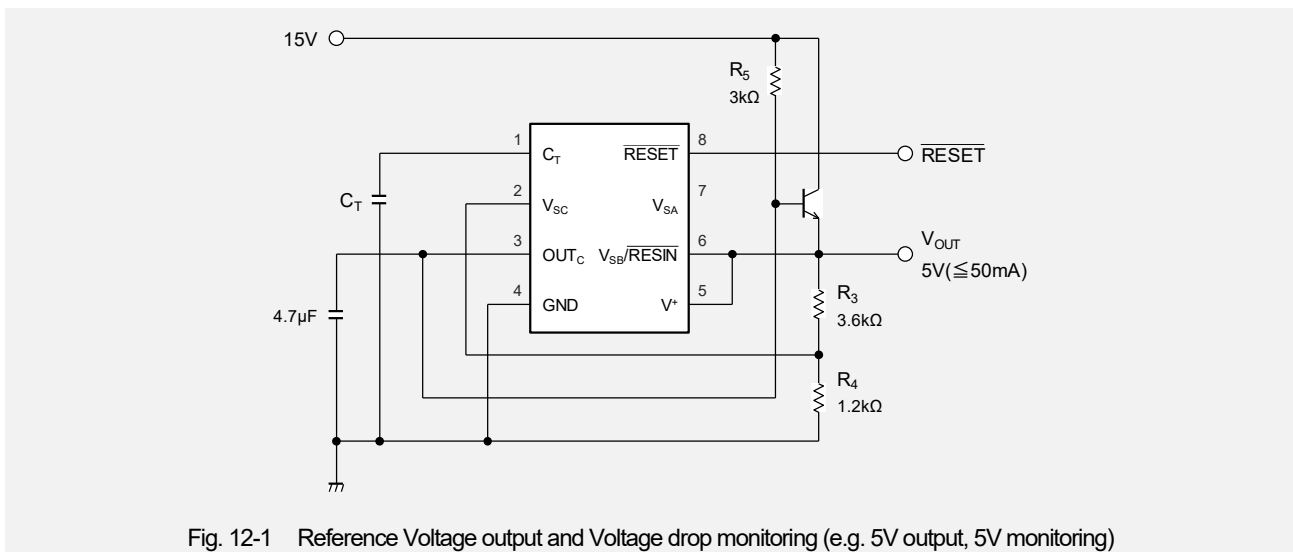 15V
R5
3kΩ
1
8
CT
RESET
RESET
2
7
CT
VSC
VSA
3
6
VOUT
OUTC
VSB/RESIN
5V(≦50mA)
4
5
R3
GND
V+
3.6kΩ
4.7µF
R4
1.2kΩ
Fig. 12-1 Reference Voltage output and Voltage drop monitoring (e.g. 5V output, 5V monitoring)